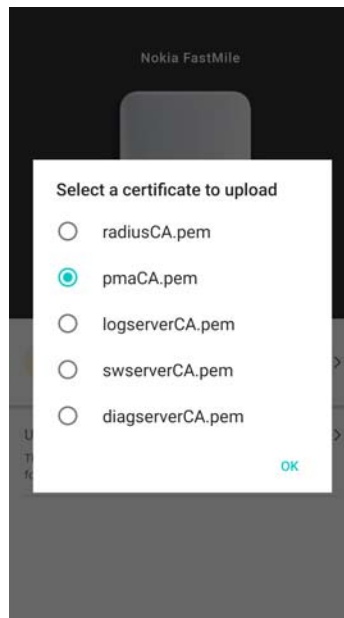 Nokia FastMile
Select a certificate to upload
radiusCA.pem
pmaCA.pem
logserverCA.pem
swserverCA.pem
diagserverCA.pem
OK